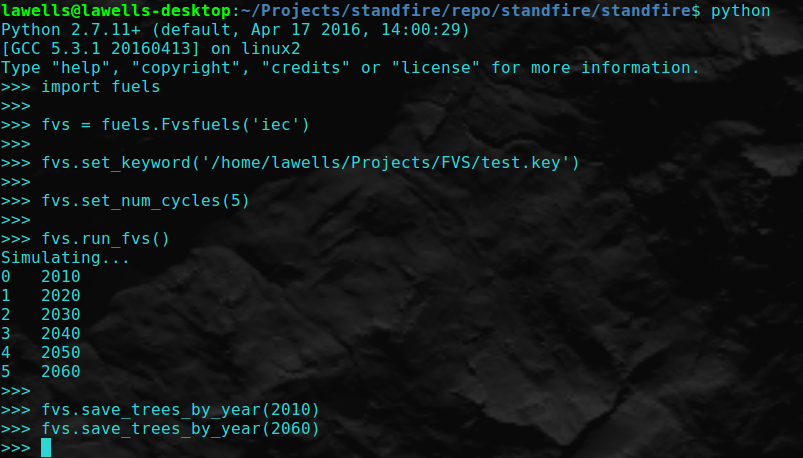 lawells@lawells-desktop:~/Projects/standfire/repo/standfire/standfire$ python
Python 2.7.11+ (default, Apr 17 2016, 14:00:29)
[GCC 5.3.1 20160413] on linux2
Type "help", "copyright", "credits" or "license" for more information.
>>> import fuels
>>>
>>> fvs = fuels.Fvsfuels('iec')
>>>
>>> fvs.set_keyword('/home/lawells/Projects/FVS/test.key')
>>>
>>> fvs.set_num_cycles(5)
>>>
>>> fvs.run_fvs()
Simulating...
0   2010
1   2020
2   2030
3   2040
4   2050
5   2060
>>>
>>> fvs.save_trees_by_year(2010)
>>> fvs.save_trees_by_year(2060)
>>>